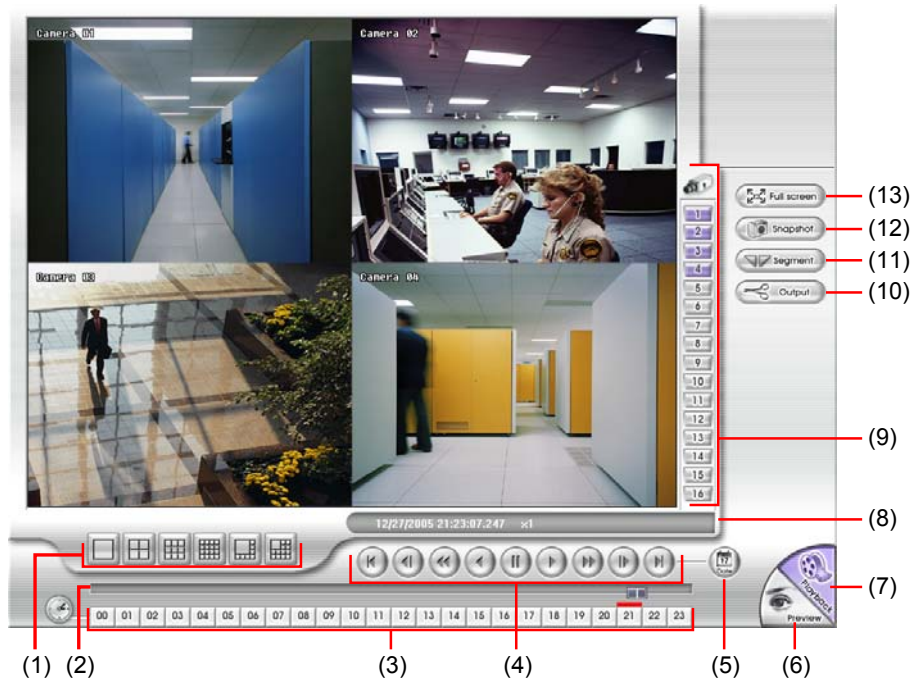 Camera 01
Camera 02
Camera 03
Camera 04
1
2
3
4
5
6
7
8
9
10
11
12
13
14
15
16
Full screen
Snapshot
Segment
Output
(13)
(12)
(11)
(10)
(9)
(8)
12/27/2005 21:23:07.247 x1
17
Date
Playback
Preview
(7)
00 01 02 03 04 05 06 07 08 09 10 11 12 13 14 15 16 17 18 19 20 21 22 23
(1) (2) (3) (4) (5) (6)